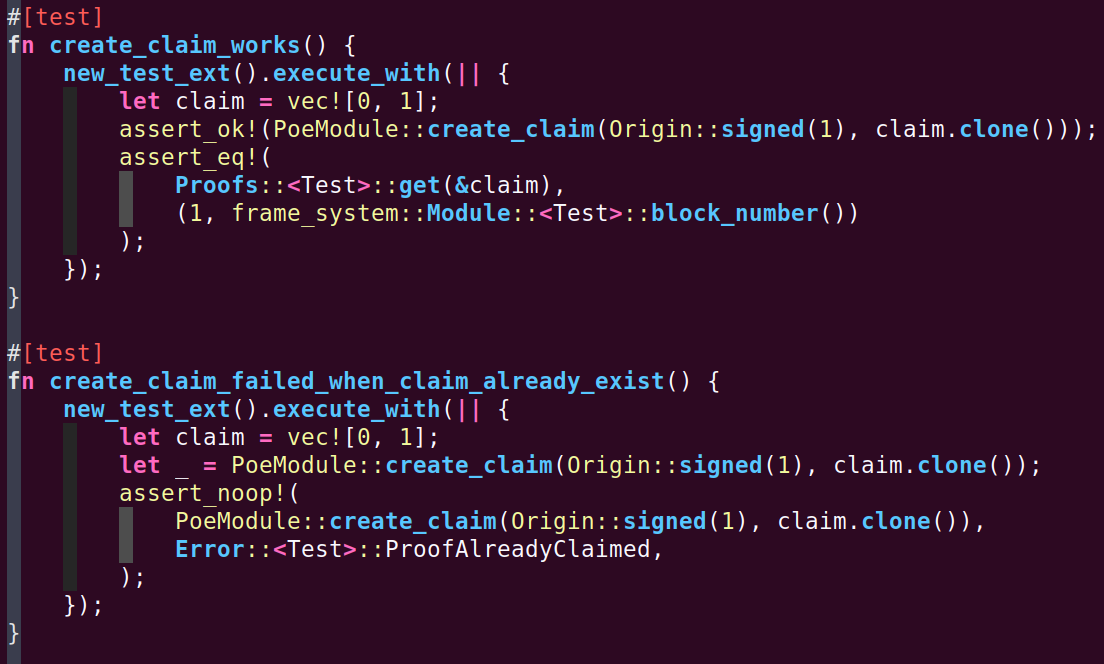 #[test]
fn create_claim_works() {
    new_test_ext().execute_with(|| {
        let claim = vec![0, 1];
        assert_ok!(PoeModule::create_claim(Origin::signed(1), claim.clone()));
        assert_eq!(
            Proofs::<Test>::get(&claim),
            (1, frame_system::Module::<Test>::block_number())
        );
    });
}

#[test]
fn create_claim_failed_when_claim_already_exist() {
    new_test_ext().execute_with(|| {
        let claim = vec![0, 1];
        let _ = PoeModule::create_claim(Origin::signed(1), claim.clone());
        assert_noop!(
            PoeModule::create_claim(Origin::signed(1), claim.clone()),
            Error::<Test>::ProofAlreadyClaimed,
        );
    });
}